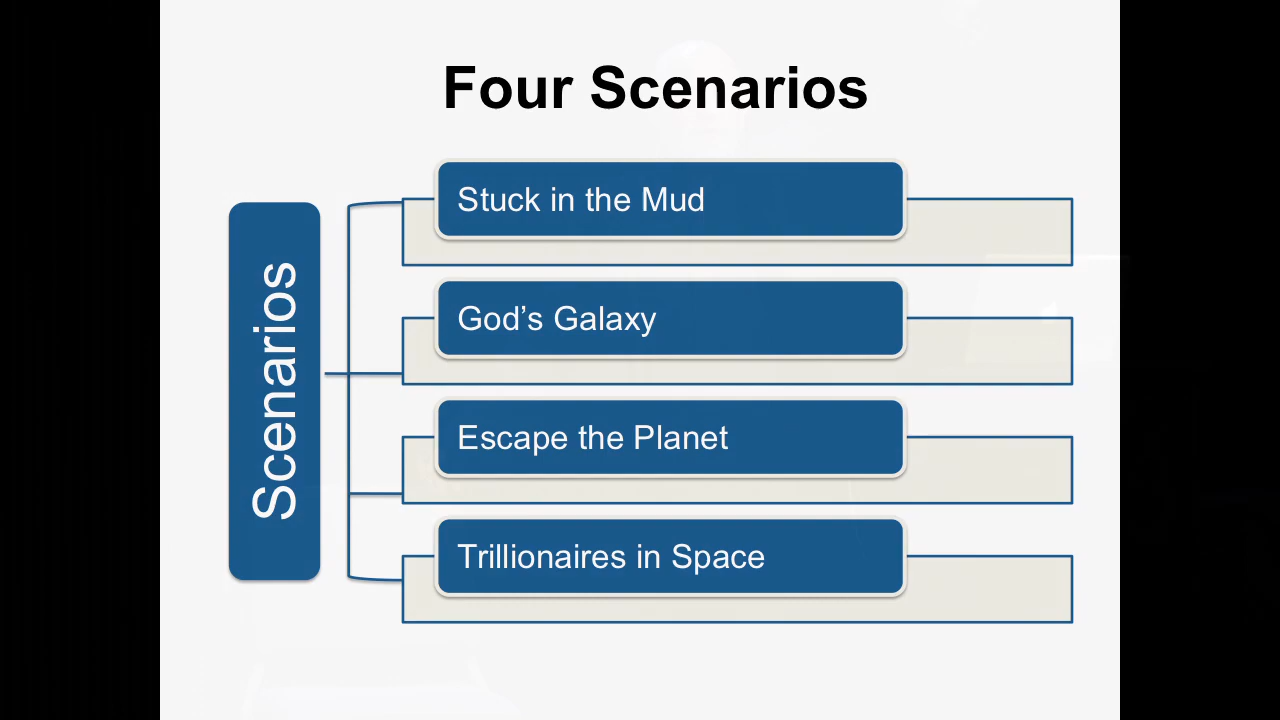 Four Scenarios
Scenarios
Stuck in the Mud
God’s Galaxy
Escape the Planet
Trillionaires in Space